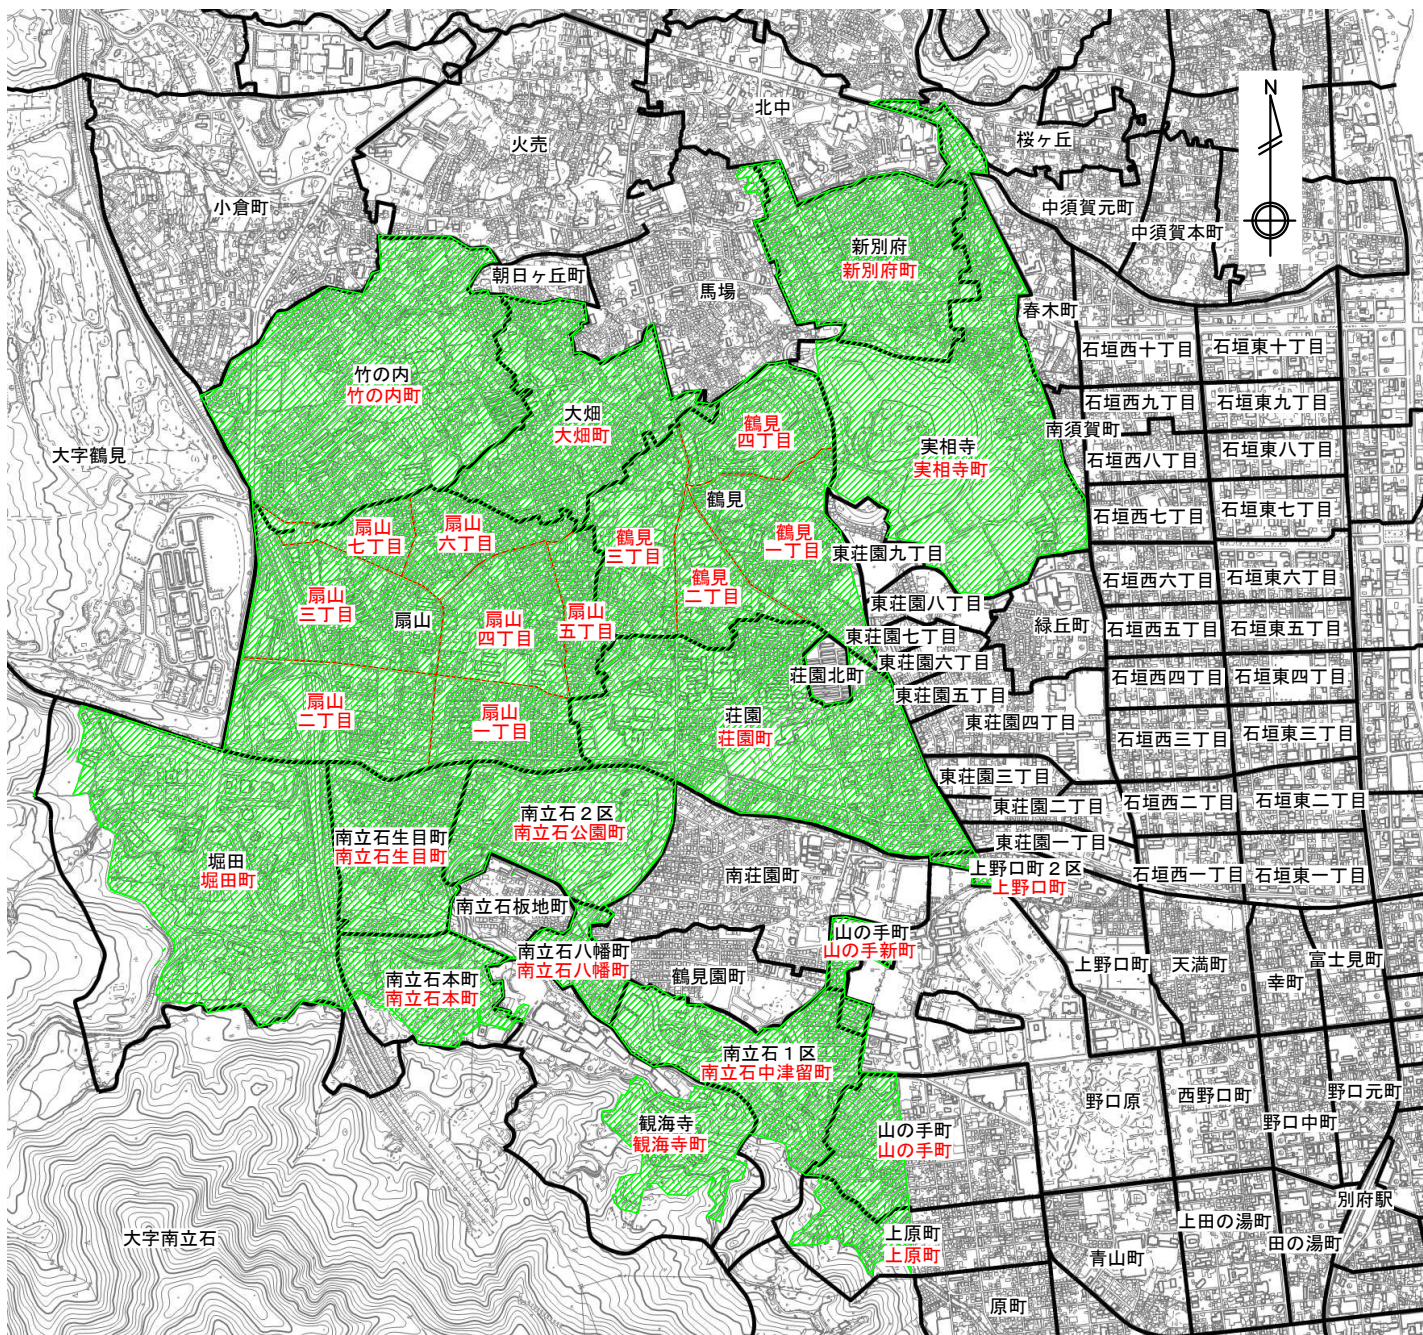 N
北中
火売
桜ヶ丘
小倉町
中須賀元町
中須賀本町
新別府
新別府町
朝日ヶ丘町
馬場
春木町
石垣西十丁目
石垣東十丁目
竹の内
竹の内町
石垣西九丁目
石垣東九丁目
大畑
大畑町
鶴見
四丁目
南須賀町
実相寺
実相寺町
石垣西八丁目
石垣東八丁目
大字鶴見
鶴見
石垣西七丁目
石垣東七丁目
扇山
七丁目
扇山
六丁目
鶴見
三丁目
鶴見
一丁目
東荘園九丁目
鶴見
二丁目
石垣西六丁目
石垣東六丁目
扇山
三丁目
扇山
扇山
四丁目
扇山
五丁目
東荘園八丁目
緑丘町
石垣西五丁目
石垣東五丁目
東荘園七丁目
東荘園六丁目
荘園北町
石垣西四丁目
石垣東四丁目
東荘園五丁目
扇山
二丁目
扇山
一丁目
荘園
荘園町
東荘園四丁目
石垣西三丁目
石垣東三丁目
東荘園三丁目
東荘園二丁目
石垣西二丁目
石垣東二丁目
南立石２区
南立石公園町
南立石生目町
南立石生目町
東荘園一丁目
堀田
堀田町
南荘園町
上野口町２区
上野口町
石垣西一丁目
石垣東一丁目
南立石板地町
山の手町
山の手新町
南立石八幡町
南立石八幡町
鶴見園町
上野口町
天満町
富士見町
幸町
南立石本町
南立石本町
南立石１区
南立石中津留町
野口原
西野口町
野口元町
野口中町
観海寺
観海寺町
山の手町
山の手町
別府駅
大字南立石
上原町
上原町
上田の湯町
田の湯町
青山町
原町